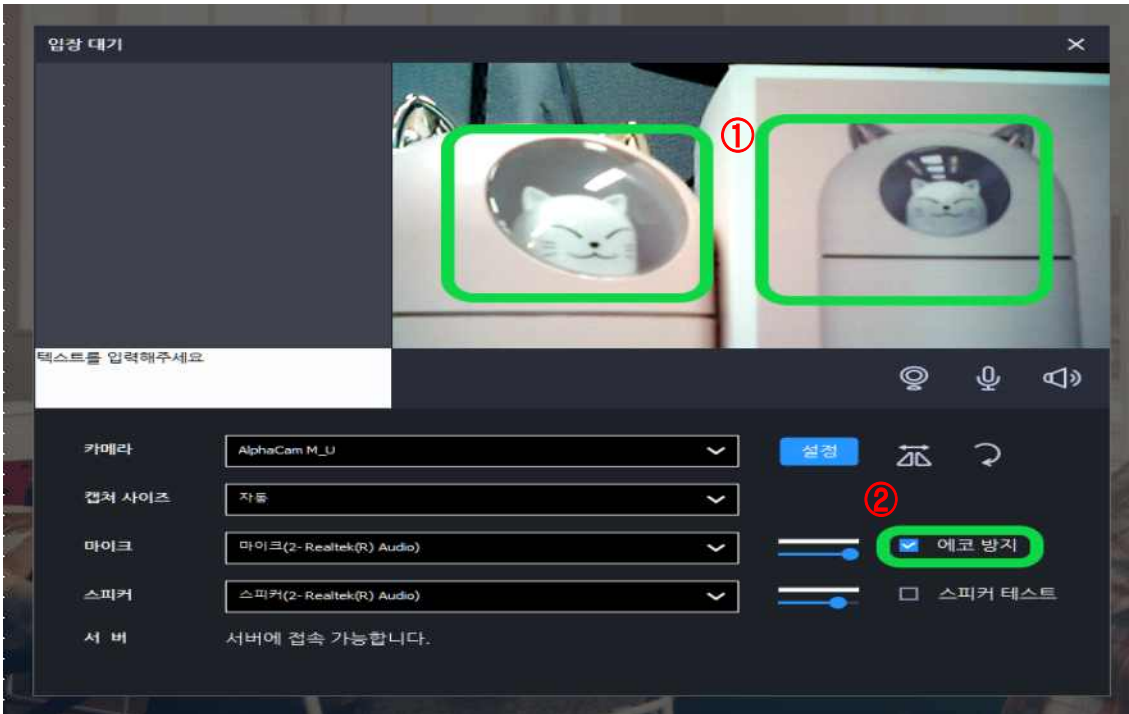 입장 대기
①
텍스트를 입력해주세요
카메라 AlphaCam M_U 설정
②
캡쳐 사이즈 자동
마이크 마이크(2- Realtek(R) Audio) 에코 방지
스피커 스피커(2- Realtek(R) Audio) 스피커 테스트
서 버 서버에 접속 가능합니다.